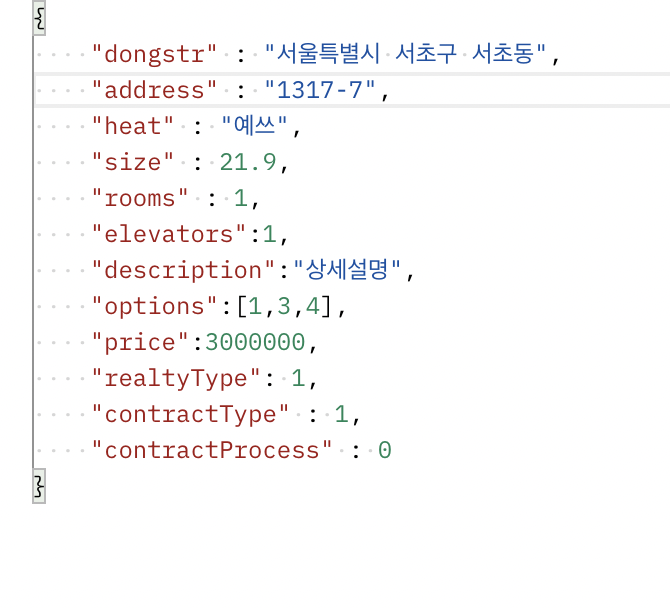 {
"dongstr" : "서울특별시 서초구 서초동",
"address" : "1317-7",
"heat" : "예쓰",
"size" : 21.9,
"rooms" : 1,
"elevators":1,
"description":"상세설명",
"options":[1,3,4],
"price":3000000,
"realtyType": 1,
"contractType" : 1,
"contractProcess" : 0
}